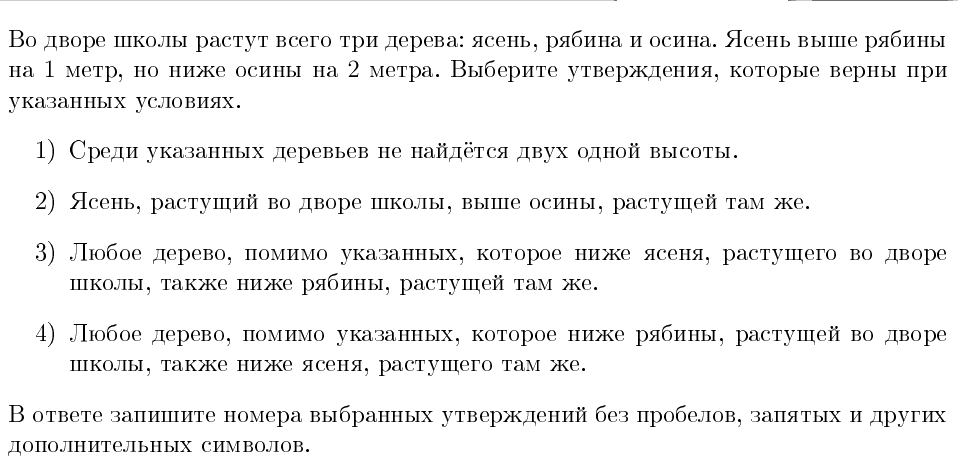 Во дворе школы растут всего три дерева: ясень, рябина и осина. Ясень выше рябины
на 1 метр, но ниже осины на 2 метра. Выберите утверждения, которые верны при
указанных условиях.
1) Среди указанных деревьев не найдётся двух одной высоты.
2) Ясень, растущий во дворе школы, выше осины, растущей там же.
3) Любое дерево, помимо указанных, которое ниже ясеня, растущего во дворе
школы, также ниже рябины, растущей там же.
4) Любое дерево, помимо указанных, которое ниже рябины, растущей во дворе
школы, также ниже ясеня, растущего там же.
В ответе запишите номера выбранных утверждений без пробелов, запятых и других
дополнительных символов.